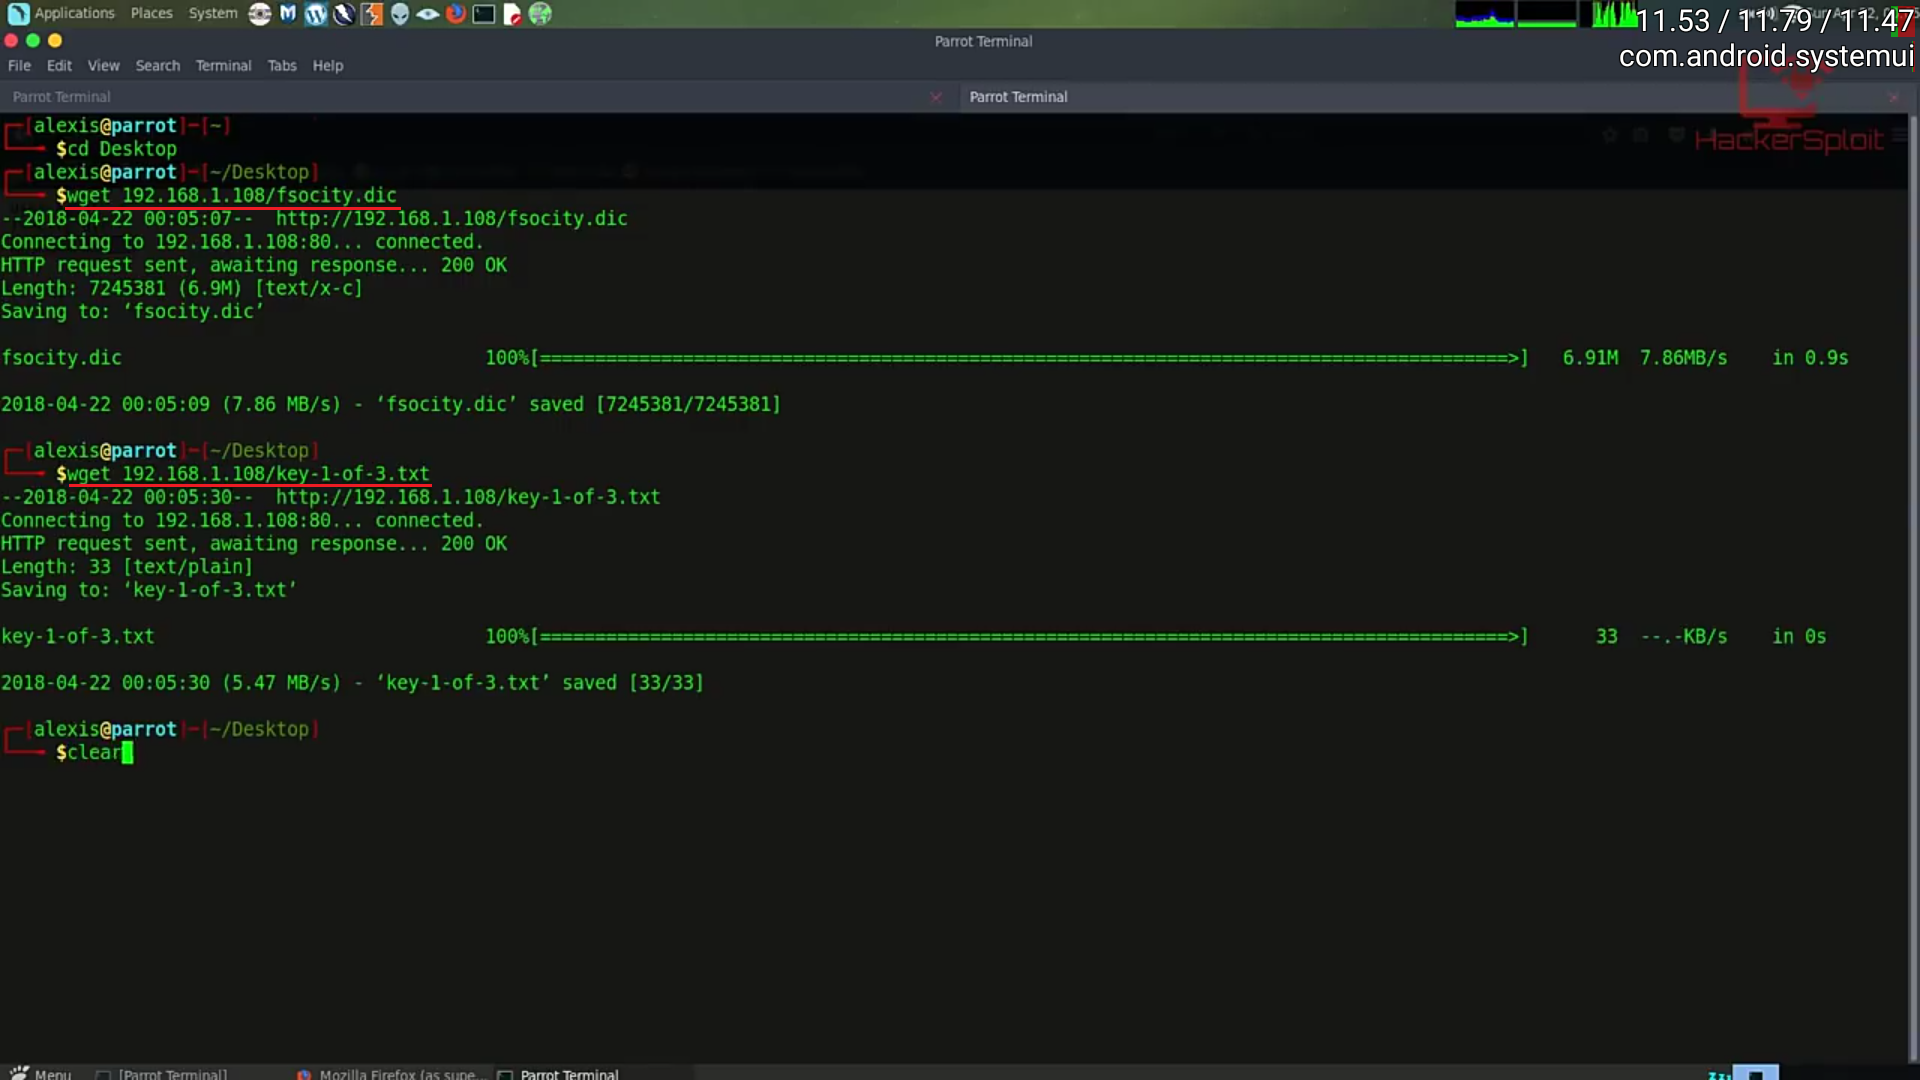 Applications Places System
11.53 / 11.79 / 11.47
com.android.systemui
Parrot Terminal
File Edit View Search Terminal Tabs Help
Parrot Terminal
Parrot Terminal
HackerSploit
[alexis@parrot]-[~]
$cd Desktop
[alexis@parrot]-[~/Desktop]
$wget 192.168.1.108/fsocity.dic
--2018-04-22 00:05:07-- http://192.168.1.108/fsocity.dic
Connecting to 192.168.1.108:80... connected.
HTTP request sent, awaiting response... 200 OK
Length: 7245381 (6.9M) [text/x-c]
Saving to: ‘fsocity.dic’
fsocity.dic 100%[========================================================================================>] 6.91M 7.86MB/s in 0.9s
2018-04-22 00:05:09 (7.86 MB/s) - ‘fsocity.dic’ saved [7245381/7245381]
[alexis@parrot]-[~/Desktop]
$wget 192.168.1.108/key-1-of-3.txt
--2018-04-22 00:05:30-- http://192.168.1.108/key-1-of-3.txt
Connecting to 192.168.1.108:80... connected.
HTTP request sent, awaiting response... 200 OK
Length: 33 [text/plain]
Saving to: ‘key-1-of-3.txt’
key-1-of-3.txt 100%[========================================================================================>] 33 --.-KB/s in 0s
2018-04-22 00:05:30 (5.47 MB/s) - ‘key-1-of-3.txt’ saved [33/33]
[alexis@parrot]-[~/Desktop]
$clear
Menu [Parrot Terminal] Mozilla Firefox (as supe... Parrot Terminal